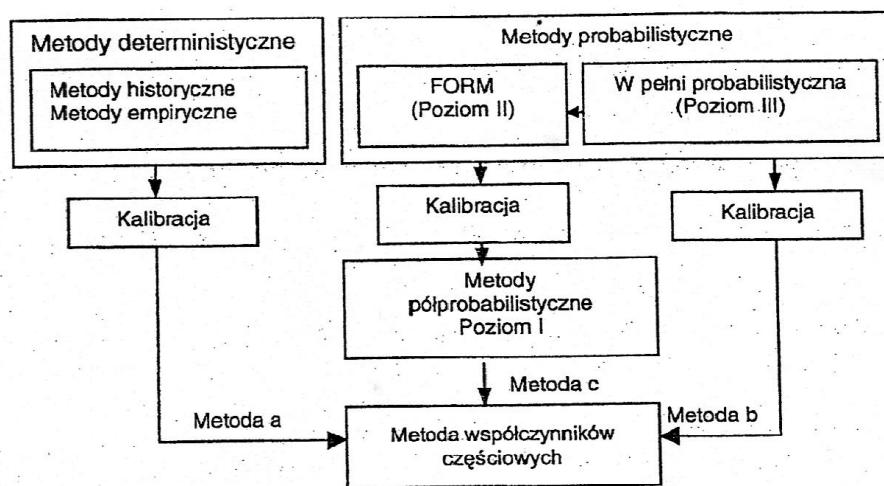 Metody deterministyczne
Metody historyczne
Metody empiryczne
Metody probabilistyczne
FORM
(Poziom II)
W pełni probabilistyczna
(Poziom III)
Kalibracja
Kalibracja
Kalibracja
Metody
półprobabilistyczne
Poziom I
Metoda c
Metoda a
Metoda b
Metoda współczynników
częściowych